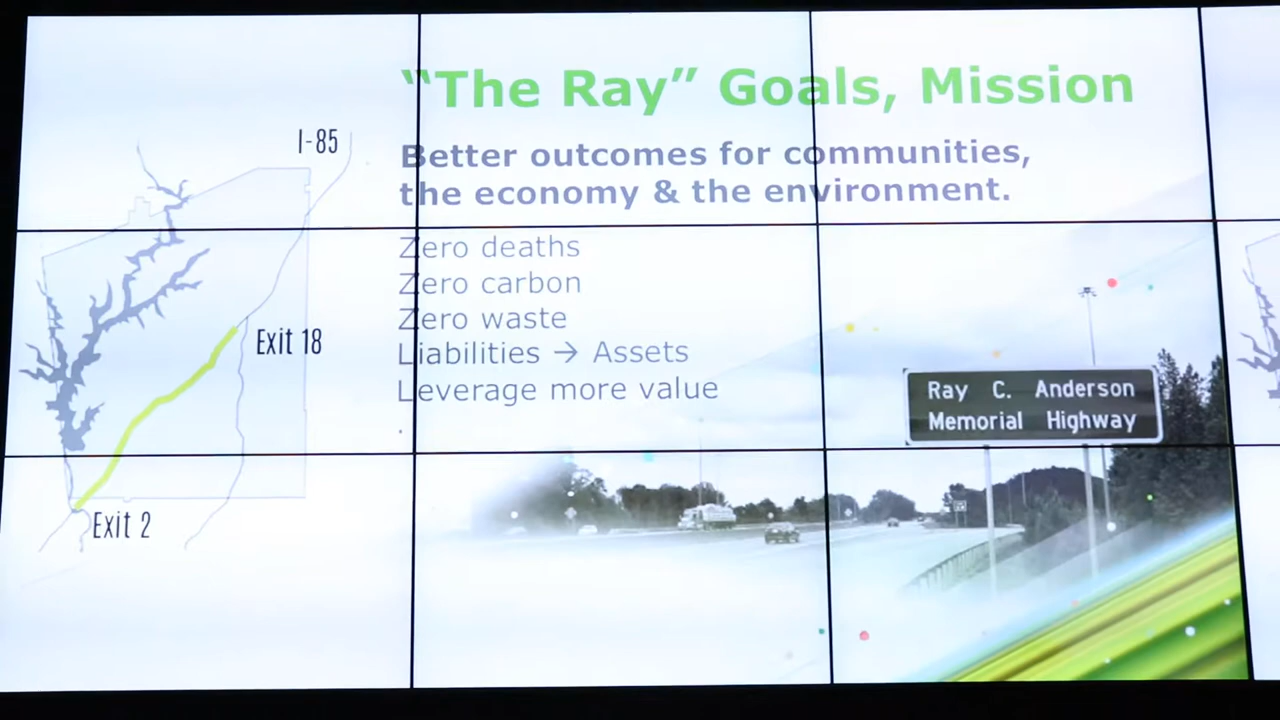 "The Ray" Goals, Mission
Better outcomes for communities,
the economy & the environment.
Zero deaths
Zero carbon
Zero waste
Liabilities → Assets
Leverage more value
I-85
Exit 18
Exit 2
Ray C. Anderson
Memorial Highway